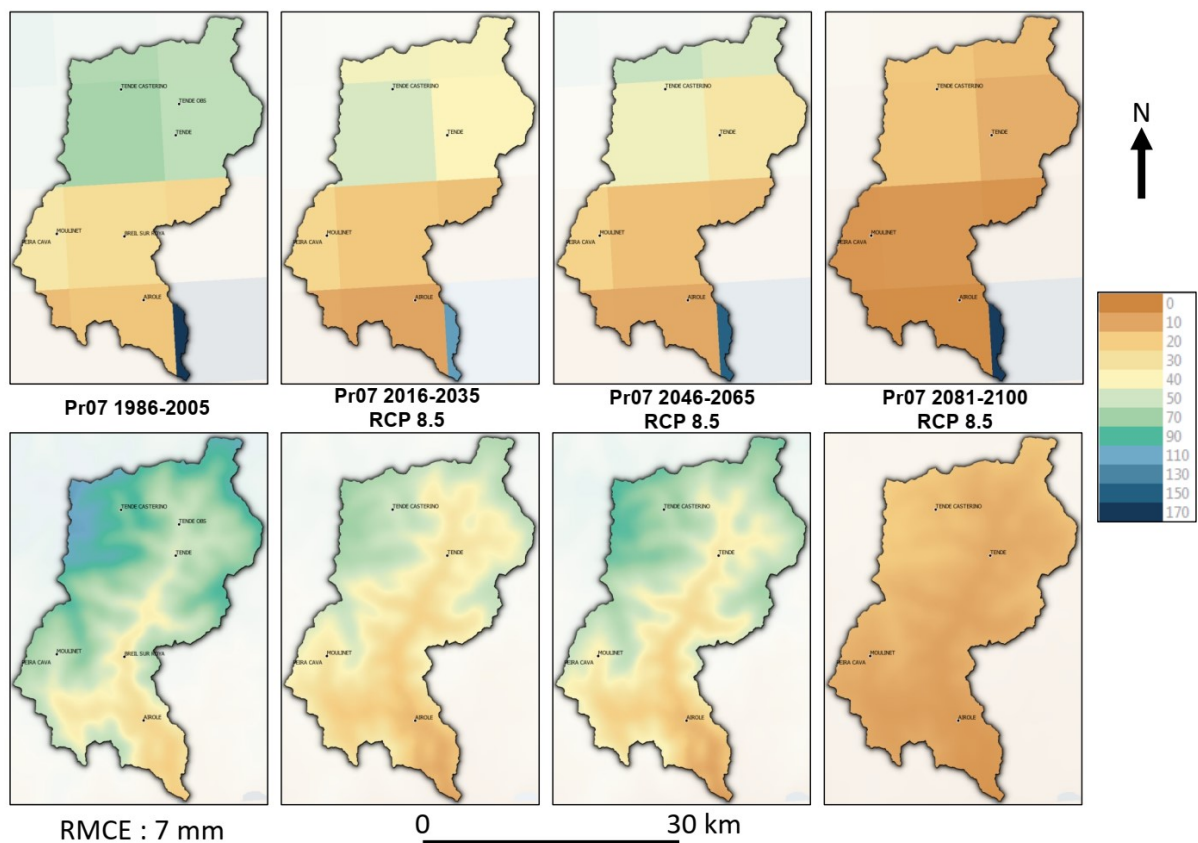 TENDE CASTERINO
TENDE OBS
TENDE
MOULINET
BREIL SUR ROYA
PEIRA CAVA
AIROLE
TENDE CASTERINO
TENDE
MOULINET
AIROLE
TENDE CASTERINO
TENDE
MOULINET
PEIRA CAVA
AIROLE
TENDE CASTERINO
TENDE
MOULINET
PEIRA CAVA
AIROLE
N
Pr07 1986-2005
Pr07 2016-2035
RCP 8.5
Pr07 2046-2065
RCP 8.5
Pr07 2081-2100
RCP 8.5
0
10
20
30
40
50
70
90
110
130
150
170
TENDE CASTERINO
TENDE OBS
TENDE
MOULINET
BREIL SUR ROYA
PEIRA CAVA
AIROLE
TENDE CASTERINO
TENDE
MOULINET
PEIRA CAVA
AIROLE
TENDE CASTERINO
TENDE
MOULINET
PEIRA CAVA
AIROLE
TENDE CASTERINO
TENDE
MOULINET
PEIRA CAVA
AIROLE
RMCE : 7 mm
0 30 km